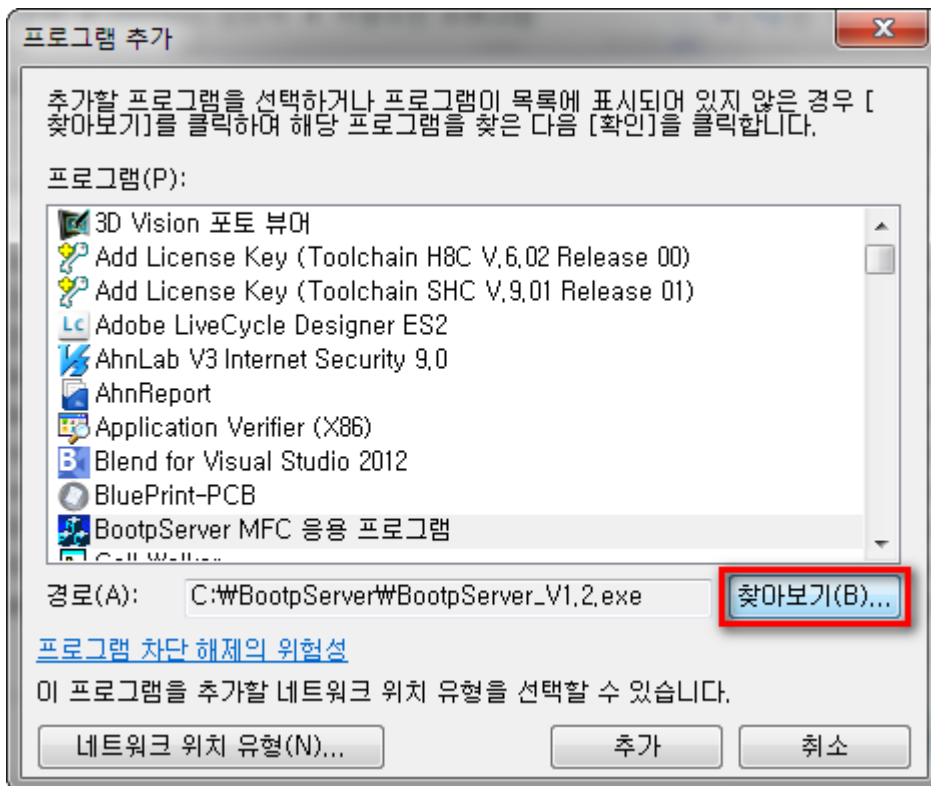 프로그램 추가
추가할 프로그램을 선택하거나 프로그램이 목록에 표시되어 있지 않은 경우 [
찾아보기]를 클릭하여 해당 프로그램을 찾은 다음 [확인]을 클릭합니다.
프로그램(P):
3D Vision 포토 뷰어
Add License Key (Toolchain H8C V.6.02 Release 00)
Add License Key (Toolchain SHC V.9.01 Release 01)
Lc Adobe LiveCycle Designer ES2
AhnLab V3 Internet Security 9.0
AhnReport
Application Verifier (X86)
Blend for Visual Studio 2012
BluePrint-PCB
BootpServer MFC 응용 프로그램
경로(A): C:₩BootpServer₩BootpServer_V1.2.exe 찾아보기(B)...
프로그램 차단 해제의 위험성
이 프로그램을 추가할 네트워크 위치 유형을 선택할 수 있습니다.
네트워크 위치 유형(N)... 추가 취소